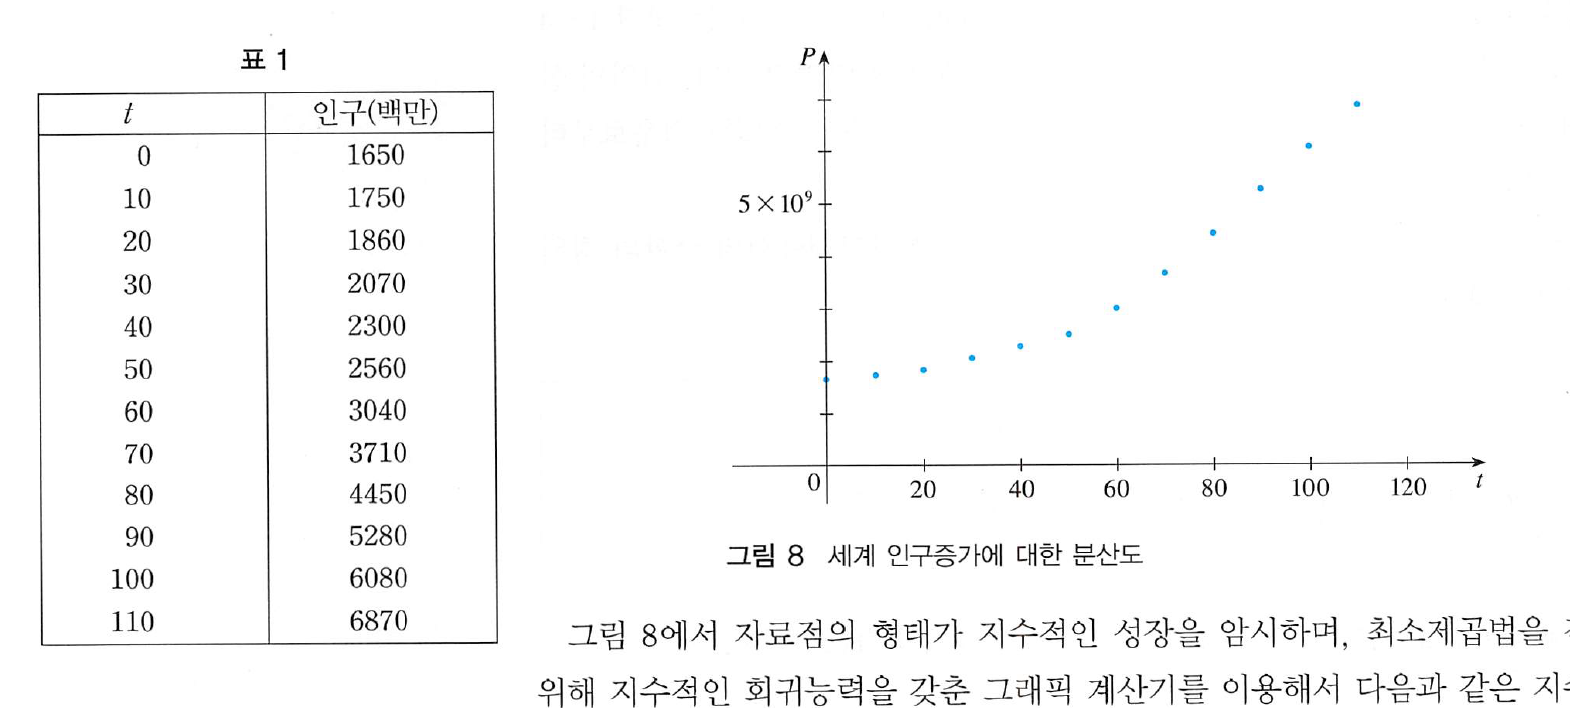 표 1
t 인구(백만)
0 1650
10 1750
20 1860
30 2070
40 2300
50 2560
60 3040
70 3710
80 4450
90 5280
100 6080
110 6870
P
5×10⁹
0 20 40 60 80 100 120 t
그림 8 세계 인구증가에 대한 분산도
그림 8에서 자료점의 형태가 지수적인 성장을 암시하며, 최소제곱법을
위해 지수적인 회귀능력을 갖춘 그래픽 계산기를 이용해서 다음과 같은